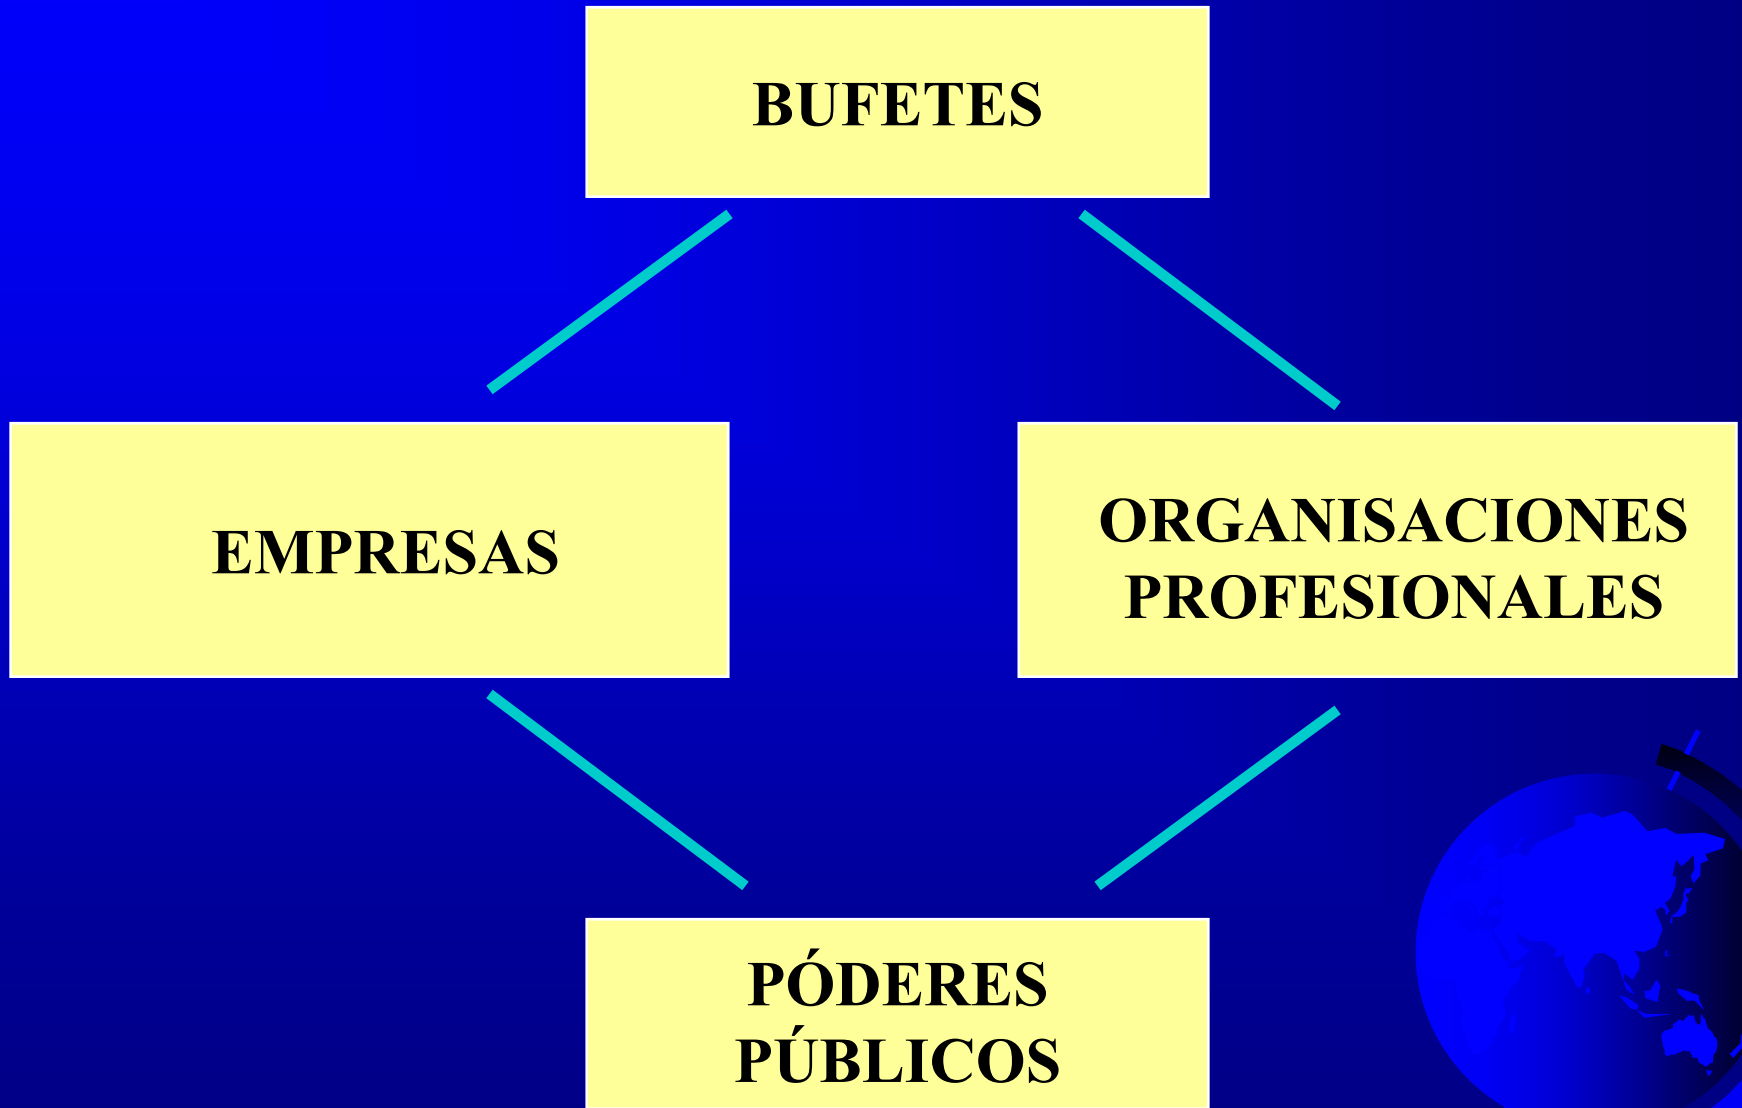 BUFETES
EMPRESAS
ORGANISACIONES
PROFESIONALES
PÓDERES
PÚBLICOS